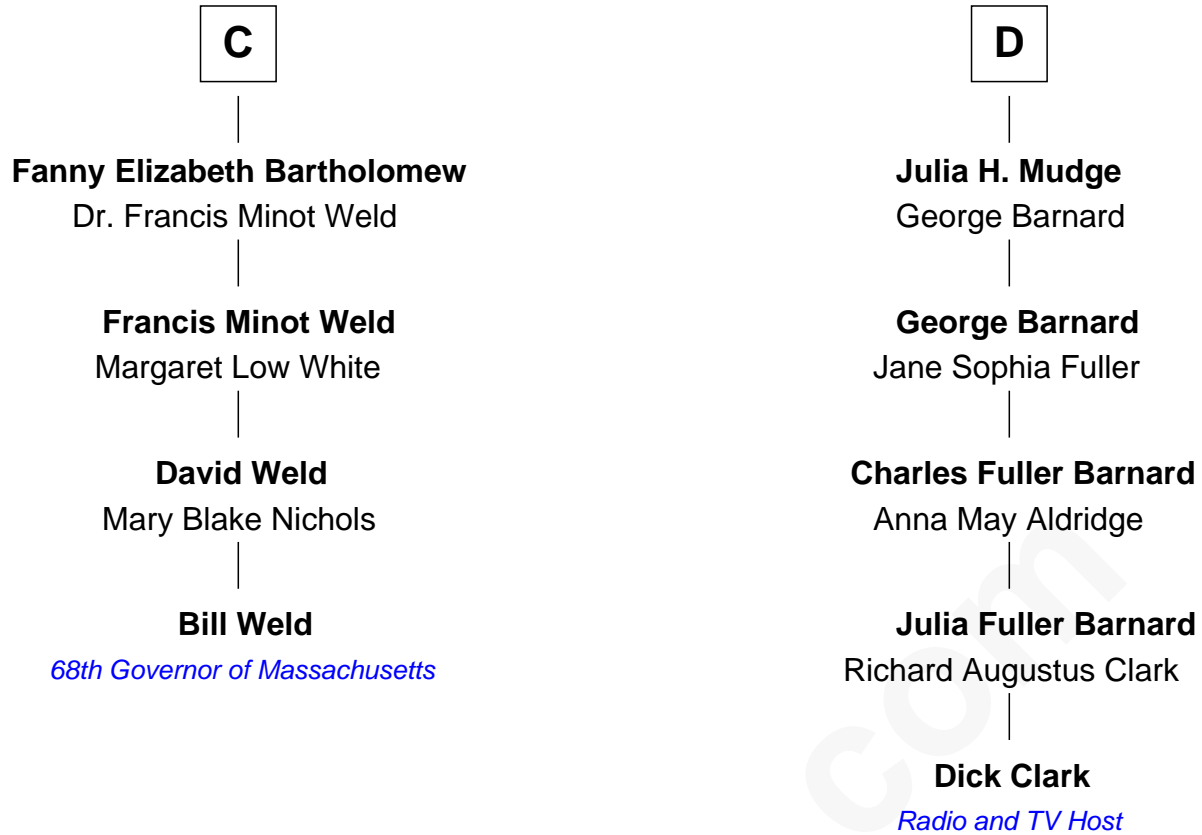 C
Fanny Elizabeth Bartholomew
Dr. Francis Minot Weld
Francis Minot Weld
Margaret Low White
David Weld
Mary Blake Nichols
Bill Weld
68th Governor of Massachusetts
D
Julia H. Mudge
George Barnard
George Barnard
Jane Sophia Fuller
Charles Fuller Barnard
Anna May Aldridge
Julia Fuller Barnard
Richard Augustus Clark
Dick Clark
Radio and TV Host
com